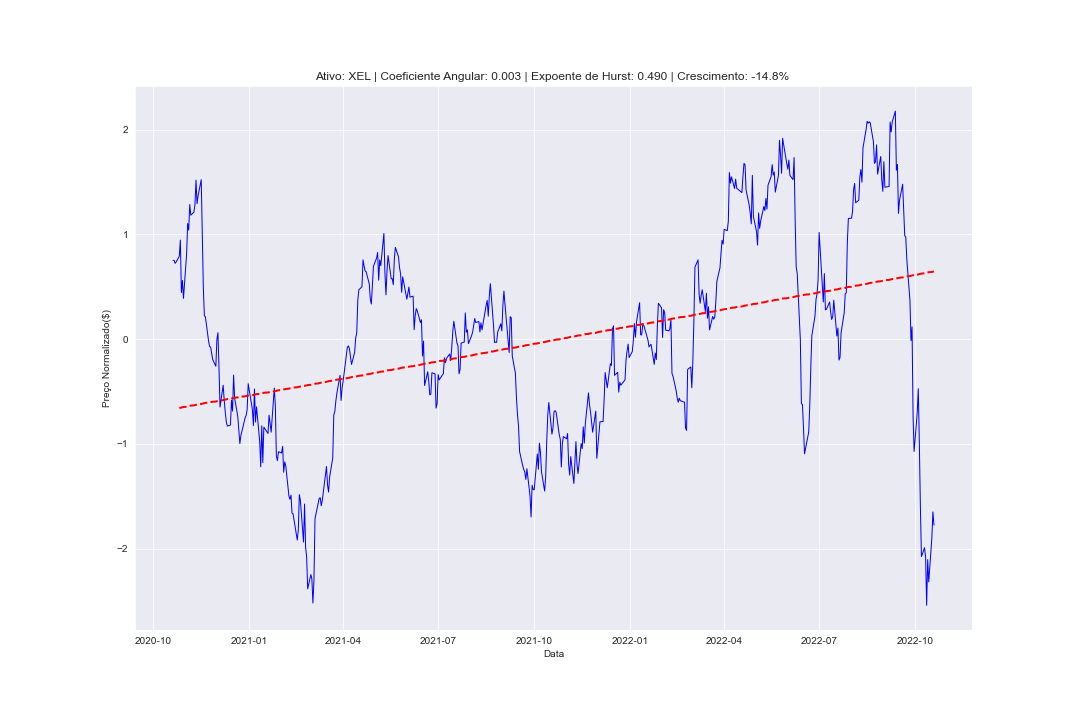 Ativo: XEL | Coeficiente Angular: 0.003 | Expoente de Hurst: 0.490 | Crescimento: -14.8%
Preço Normalizado($)
2
1
0
−1
−2
2020-10 2021-01 2021-04 2021-07 2021-10 2022-01 2022-04 2022-07 2022-10
Data